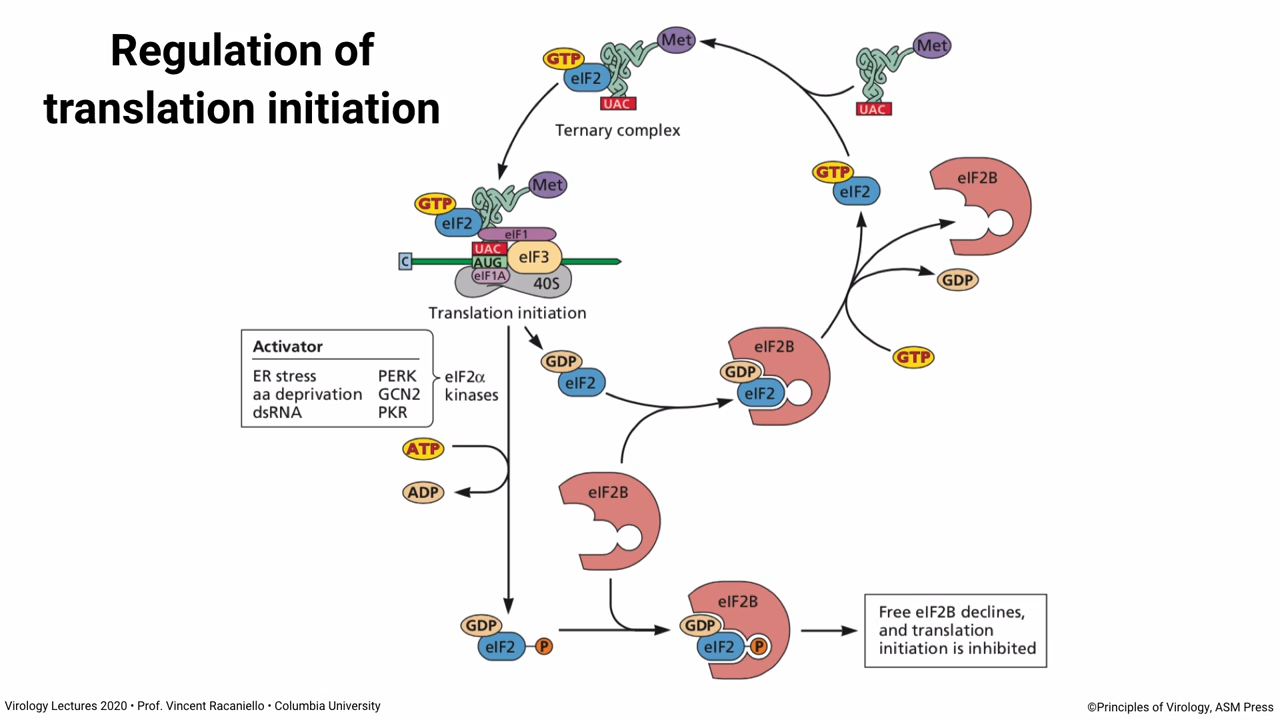 Regulation of
translation initiation
GTP
eIF2
Met
UAC
Ternary complex
Met
UAC
GTP
eIF2
eIF2B
GDP
GTP
GTP
eIF2
Met
eIF1
UAC
AUG
eIF3
eIF1A
40S
C
Translation initiation
Activator
ER stress PERK
aa deprivation GCN2
dsRNA PKR
eIF2α
kinases
GDP
eIF2
eIF2B
GDP
eIF2
ATP
ADP
eIF2B
GDP
eIF2
P
eIF2B
GDP
eIF2
P
Free eIF2B declines,
and translation
initiation is inhibited
Virology Lectures 2020 • Prof. Vincent Racaniello • Columbia University
©Principles of Virology, ASM Press